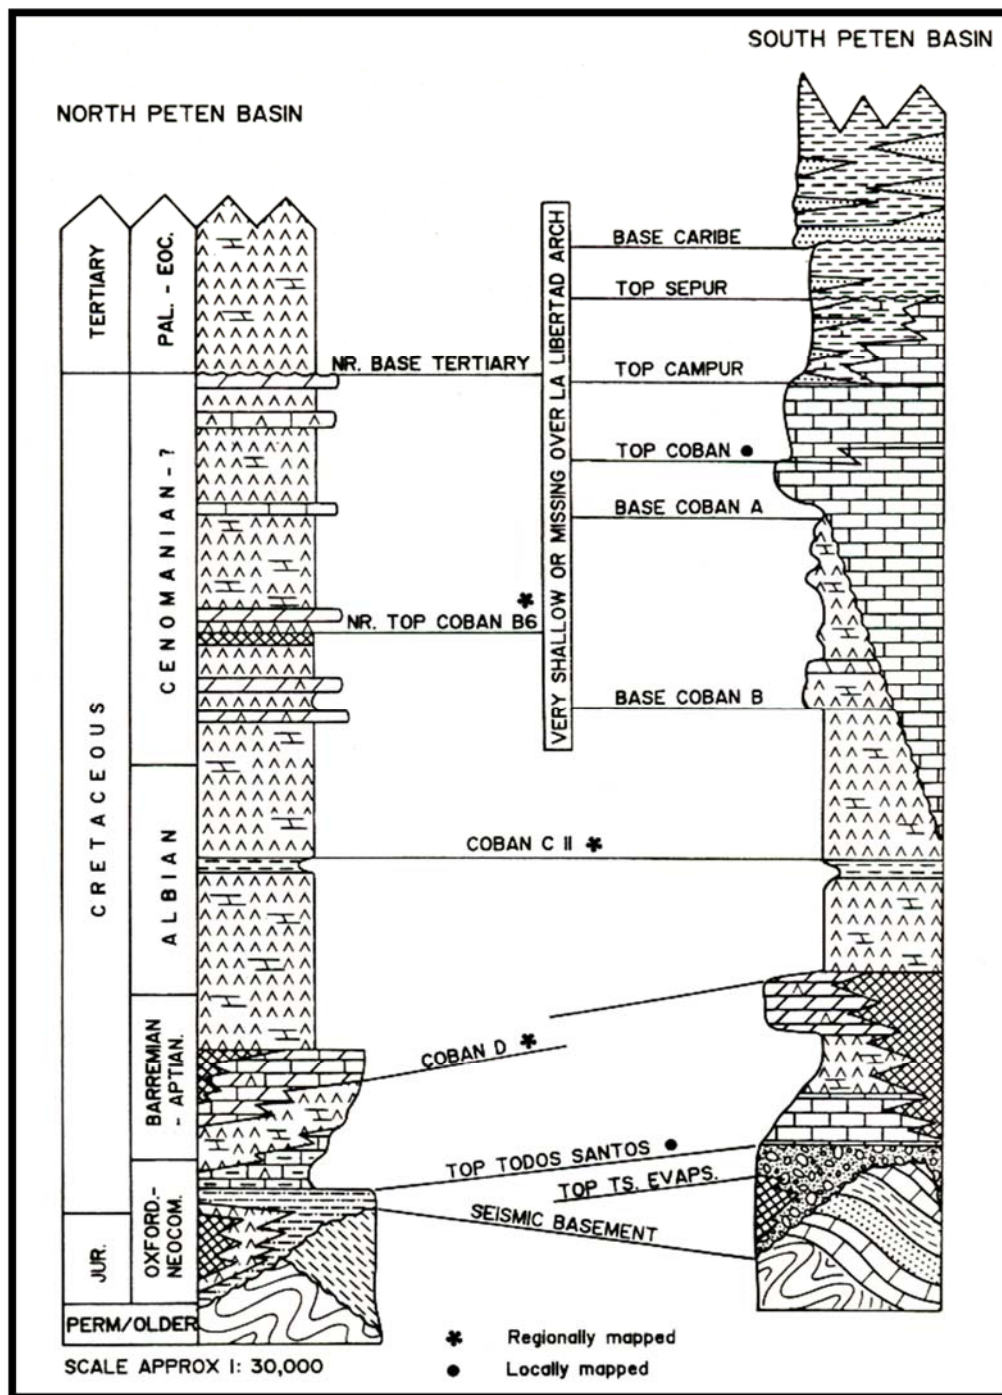 SOUTH PETEN BASIN
NORTH PETEN BASIN
TERTIARY
PAL. - EOC.
CRETACEOUS
CENOMANIAN - ?
ALBIAN
BARREMIAN
- APTIAN.
JUR.
OXFORD.-
NEOCOM.
PERM/OLDER
NR. BASE TERTIARY
NR. TOP COBAN B6
VERY SHALLOW OR MISSING OVER LA LIBERTAD ARCH
BASE CARIBE
TOP SEPUR
TOP CAMPUR
TOP COBAN
BASE COBAN A
BASE COBAN B
COBAN C II
COBAN D
TOP TODOS SANTOS
TOP TS. EVAPS.
SEISMIC BASEMENT
Regionally mapped
Locally mapped
SCALE APPROX 1: 30,000